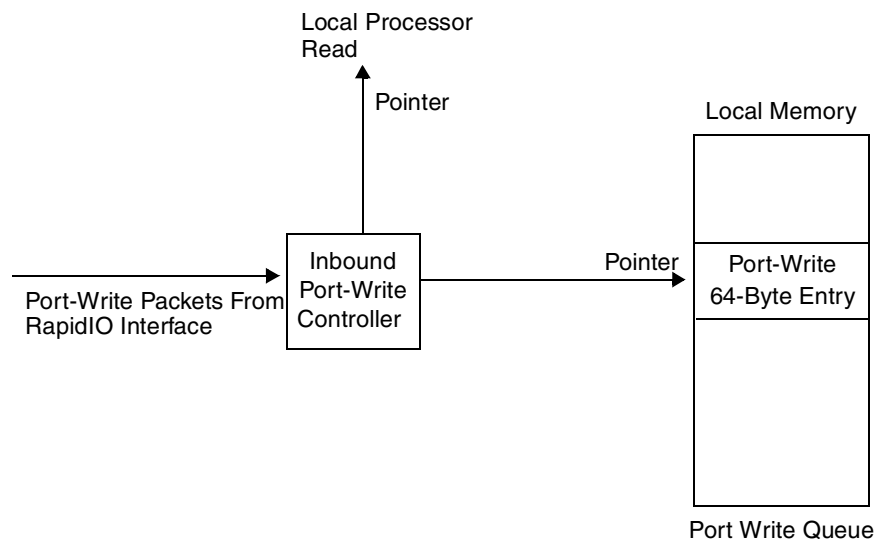 Local Processor
Read
Pointer
Local Memory
Inbound
Port-Write
Controller
Pointer
Port-Write
64-Byte Entry
Port-Write Packets From
RapidIO Interface
Port Write Queue